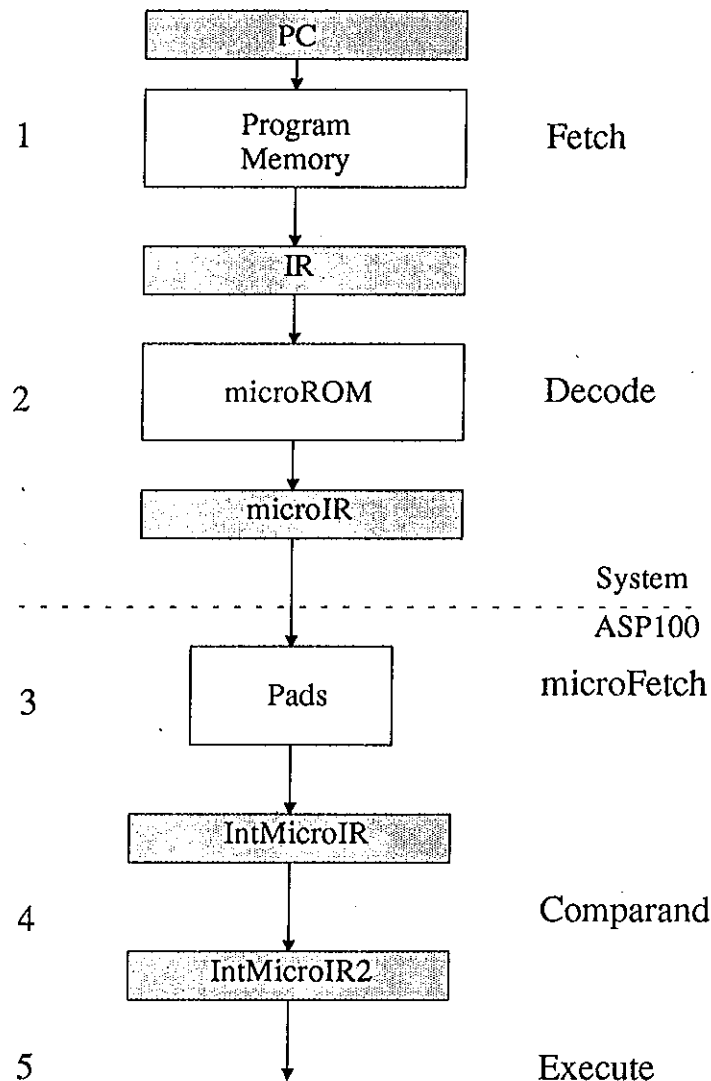 PC
1
Program
Memory
Fetch
IR
2
microROM
Decode
microIR
System
ASP100
3
Pads
microFetch
IntMicroIR
4
Comparand
IntMicroIR2
5
Execute